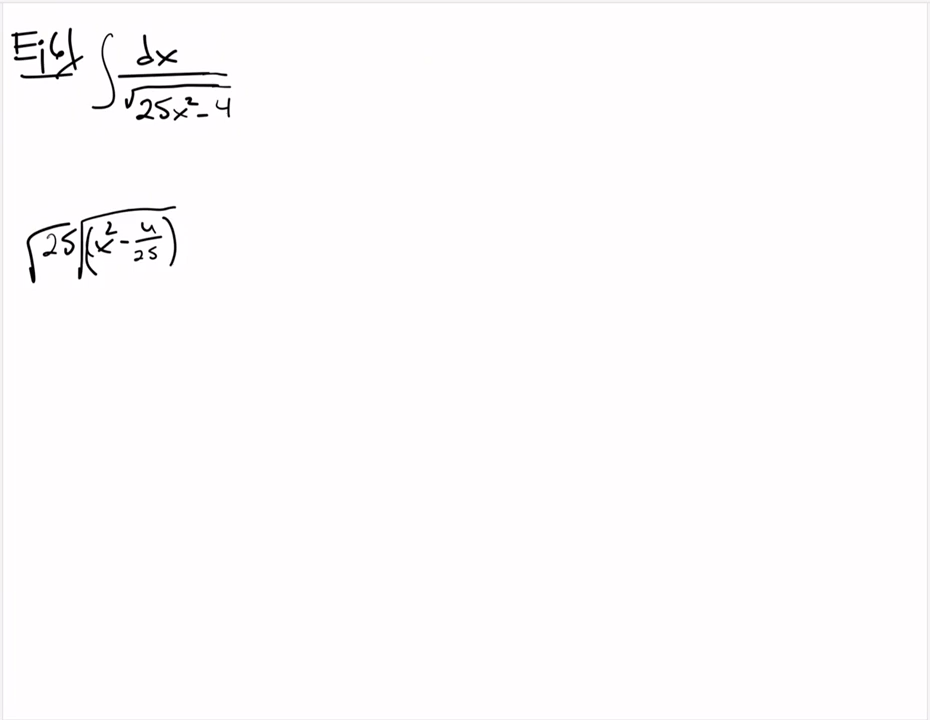 Ej6) ∫ dx / √(25x² - 4)
√25 √(x² - 4/25)